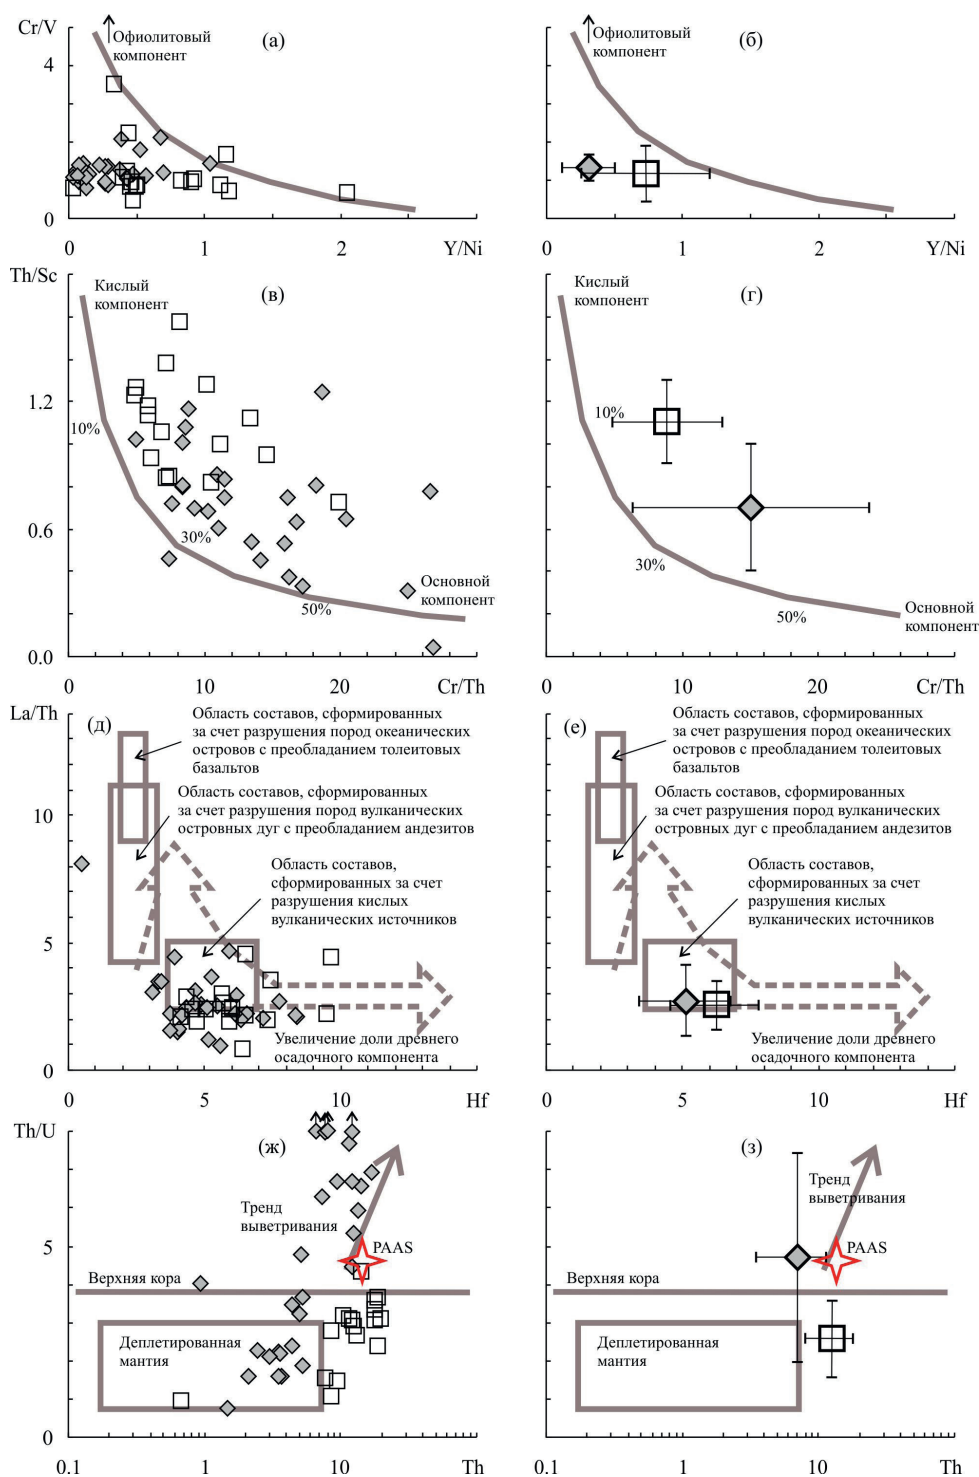 Cr/V
(а)
Офиолитовый
компонент
4
0
0
1
2
Y/Ni
(б)
Офиолитовый
компонент
0
1
2
Y/Ni
Th/Sc
(в)
Кислый
компонент
1.2
10%
0.6
30%
50%
Основной
компонент
0.0
0
10
20
Cr/Th
(г)
Кислый
компонент
10%
30%
50%
Основной
компонент
0
10
20
Cr/Th
La/Th
(д)
Область составов, сформированных
за счет разрушения пород океанических
островов с преобладанием толеитовых
базальтов
Область составов, сформированных
за счет разрушения пород вулканических
островных дуг с преобладанием андезитов
10
Область составов,
сформированных за счет
разрушения кислых
вулканических источников
5
Увеличение доли древнего
осадочного компонента
0
0
5
10
Hf
(е)
Область составов, сформированных
за счет разрушения пород океанических
островов с преобладанием толеитовых
базальтов
Область составов, сформированных
за счет разрушения пород вулканических
островных дуг с преобладанием андезитов
Область составов,
сформированных за счет
разрушения кислых
вулканических источников
Увеличение доли древнего
осадочного компонента
0
5
10
Hf
Th/U
(ж)
Тренд
выветривания
PAAS
5
Верхняя кора
Деплетированная
мантия
0
0.1
1
10
Th
(з)
Тренд
выветривания
PAAS
Верхняя кора
Деплетированная
мантия
0.1
1
10
Th